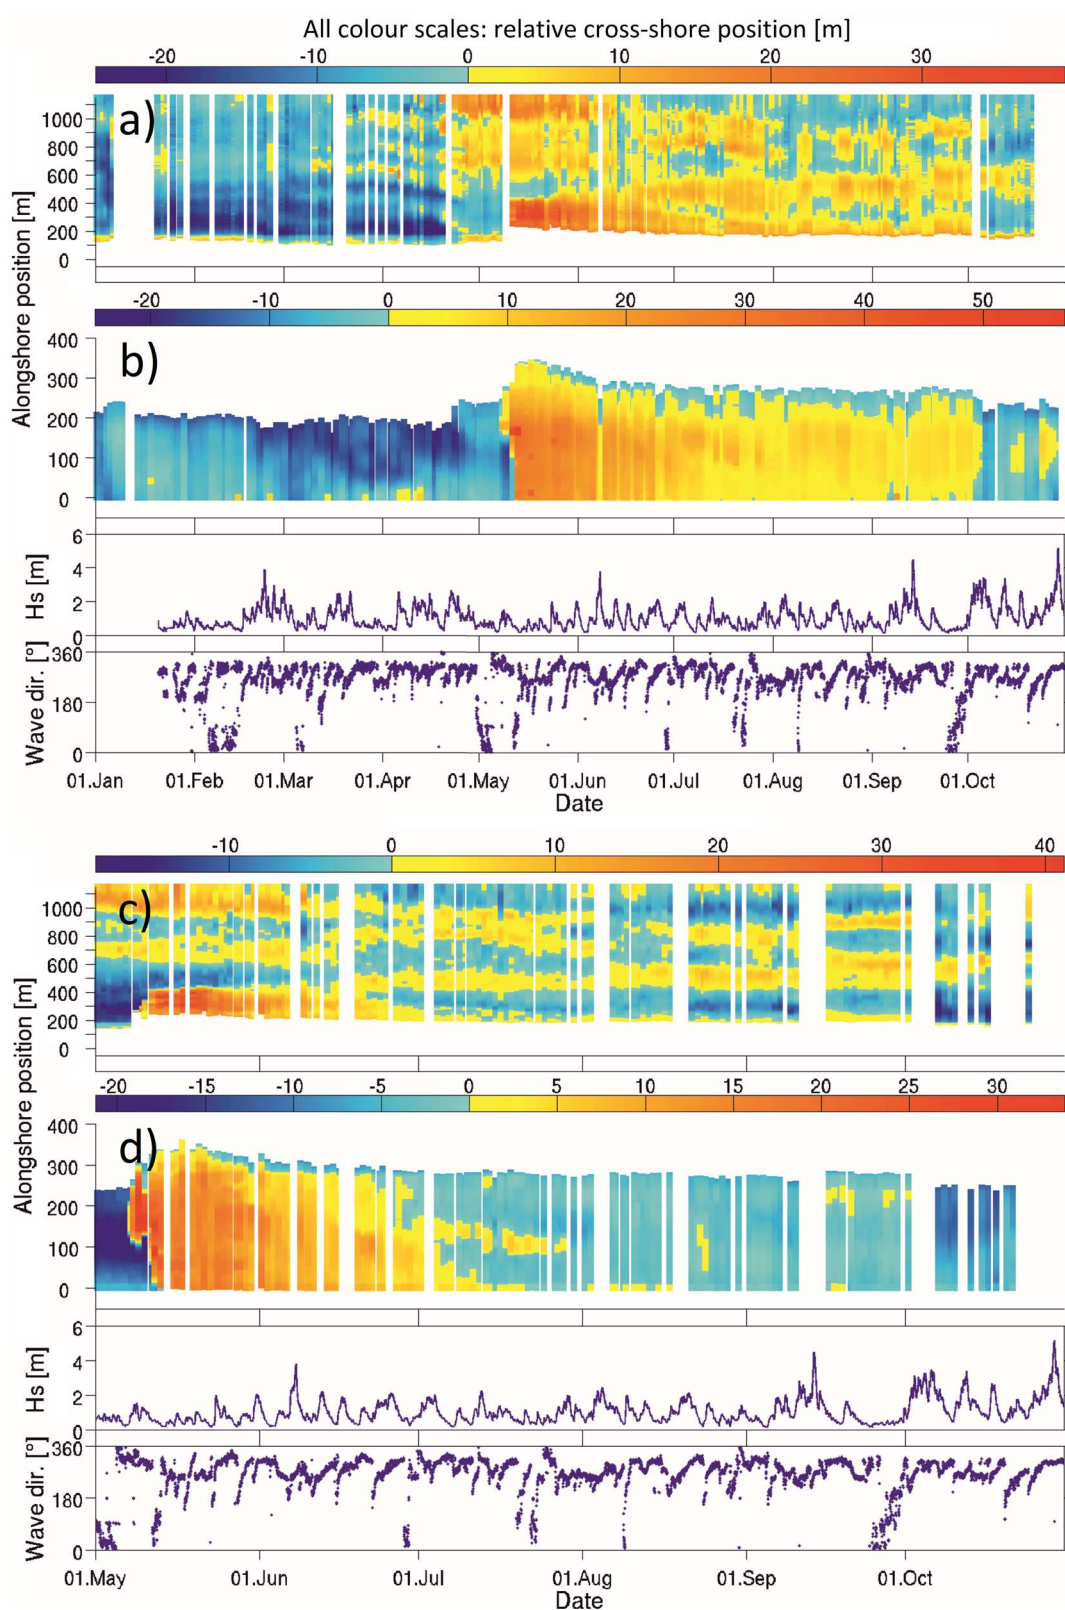 All colour scales: relative cross-shore position [m]
-20 -10 0 10 20 30
a)
1000
800
600
400
200
0
Alongshore position [m]
-20 -10 0 10 20 30 40 50
b)
400
300
200
100
0
Hs [m]
6
4
2
0
Wave dir. [°]
360
180
0
01.Jan 01.Feb 01.Mar 01.Apr 01.May 01.Jun 01.Jul 01.Aug 01.Sep 01.Oct
Date
-10 0 10 20 30 40
c)
1000
800
600
400
200
0
Alongshore position [m]
-20 -15 -10 -5 0 5 10 15 20 25 30
d)
400
300
200
100
0
Hs [m]
6
4
2
0
Wave dir. [°]
360
180
0
01.May 01.Jun 01.Jul 01.Aug 01.Sep 01.Oct
Date